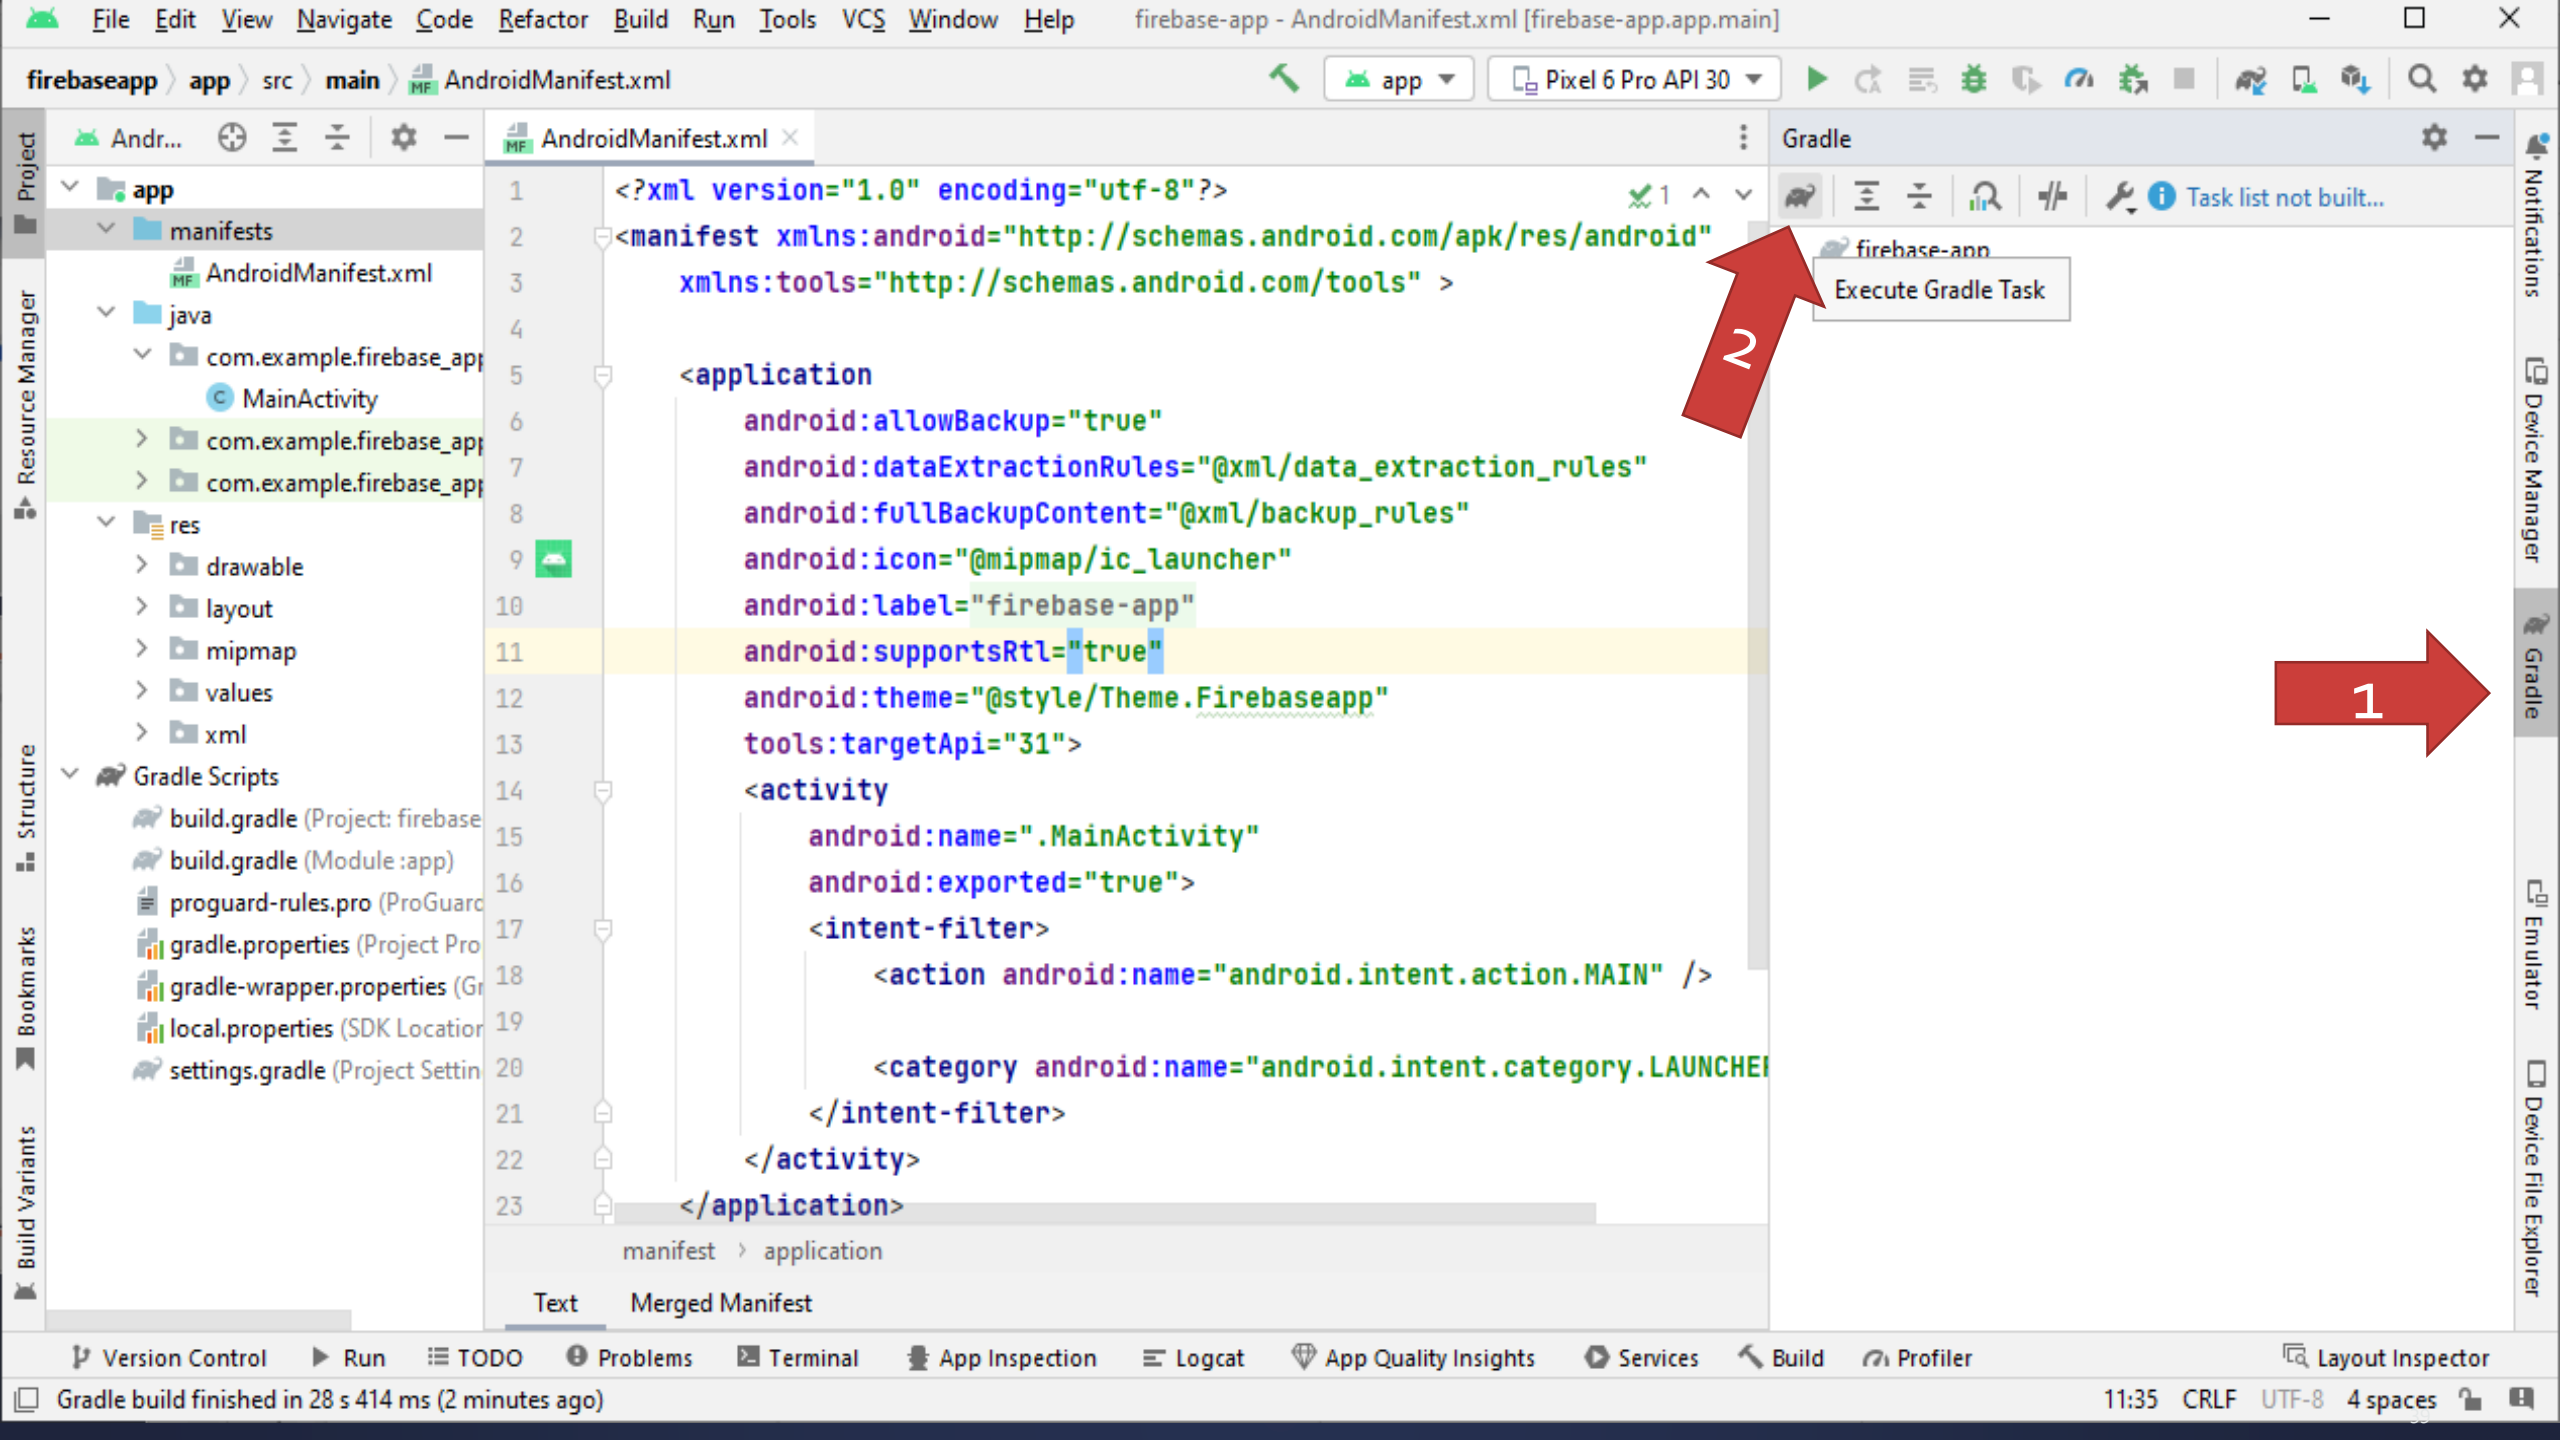 File Edit View Navigate Code Refactor Build Run Tools VCS Window Help firebase-app - AndroidManifest.xml [firebase-app.app.main]
firebaseapp app src main AndroidManifest.xml app Pixel 6 Pro API 30
Project
Resource Manager
Structure
Bookmarks
Build Variants
Andr...
app
manifests
AndroidManifest.xml
java
com.example.firebase_app
MainActivity
com.example.firebase_app
com.example.firebase_app
res
drawable
layout
mipmap
values
xml
Gradle Scripts
build.gradle (Project: firebase
build.gradle (Module :app)
proguard-rules.pro (ProGuard
gradle.properties (Project Pro
gradle-wrapper.properties (Gr
local.properties (SDK Location
settings.gradle (Project Settin
AndroidManifest.xml
1 <?xml version="1.0" encoding="utf-8"?>
2 <manifest xmlns:android="http://schemas.android.com/apk/res/android"
3 xmlns:tools="http://schemas.android.com/tools" >
4
5 <application
6 android:allowBackup="true"
7 android:dataExtractionRules="@xml/data_extraction_rules"
8 android:fullBackupContent="@xml/backup_rules"
9 android:icon="@mipmap/ic_launcher"
10 android:label="firebase-app"
11 android:supportsRtl="true"
12 android:theme="@style/Theme.Firebaseapp"
13 tools:targetApi="31">
14 <activity
15 android:name=".MainActivity"
16 android:exported="true">
17 <intent-filter>
18 <action android:name="android.intent.action.MAIN" />
19
20 <category android:name="android.intent.category.LAUNCHER
21 </intent-filter>
22 </activity>
23 </application>
1
manifest application
Text Merged Manifest
Gradle
Task list not built...
firebase-app
Execute Gradle Task
2
1
Notifications
Device Manager
Gradle
Emulator
Device File Explorer
Version Control Run TODO Problems Terminal App Inspection Logcat App Quality Insights Services Build Profiler Layout Inspector
Gradle build finished in 28 s 414 ms (2 minutes ago) 11:35 CRLF UTF-8 4 spaces